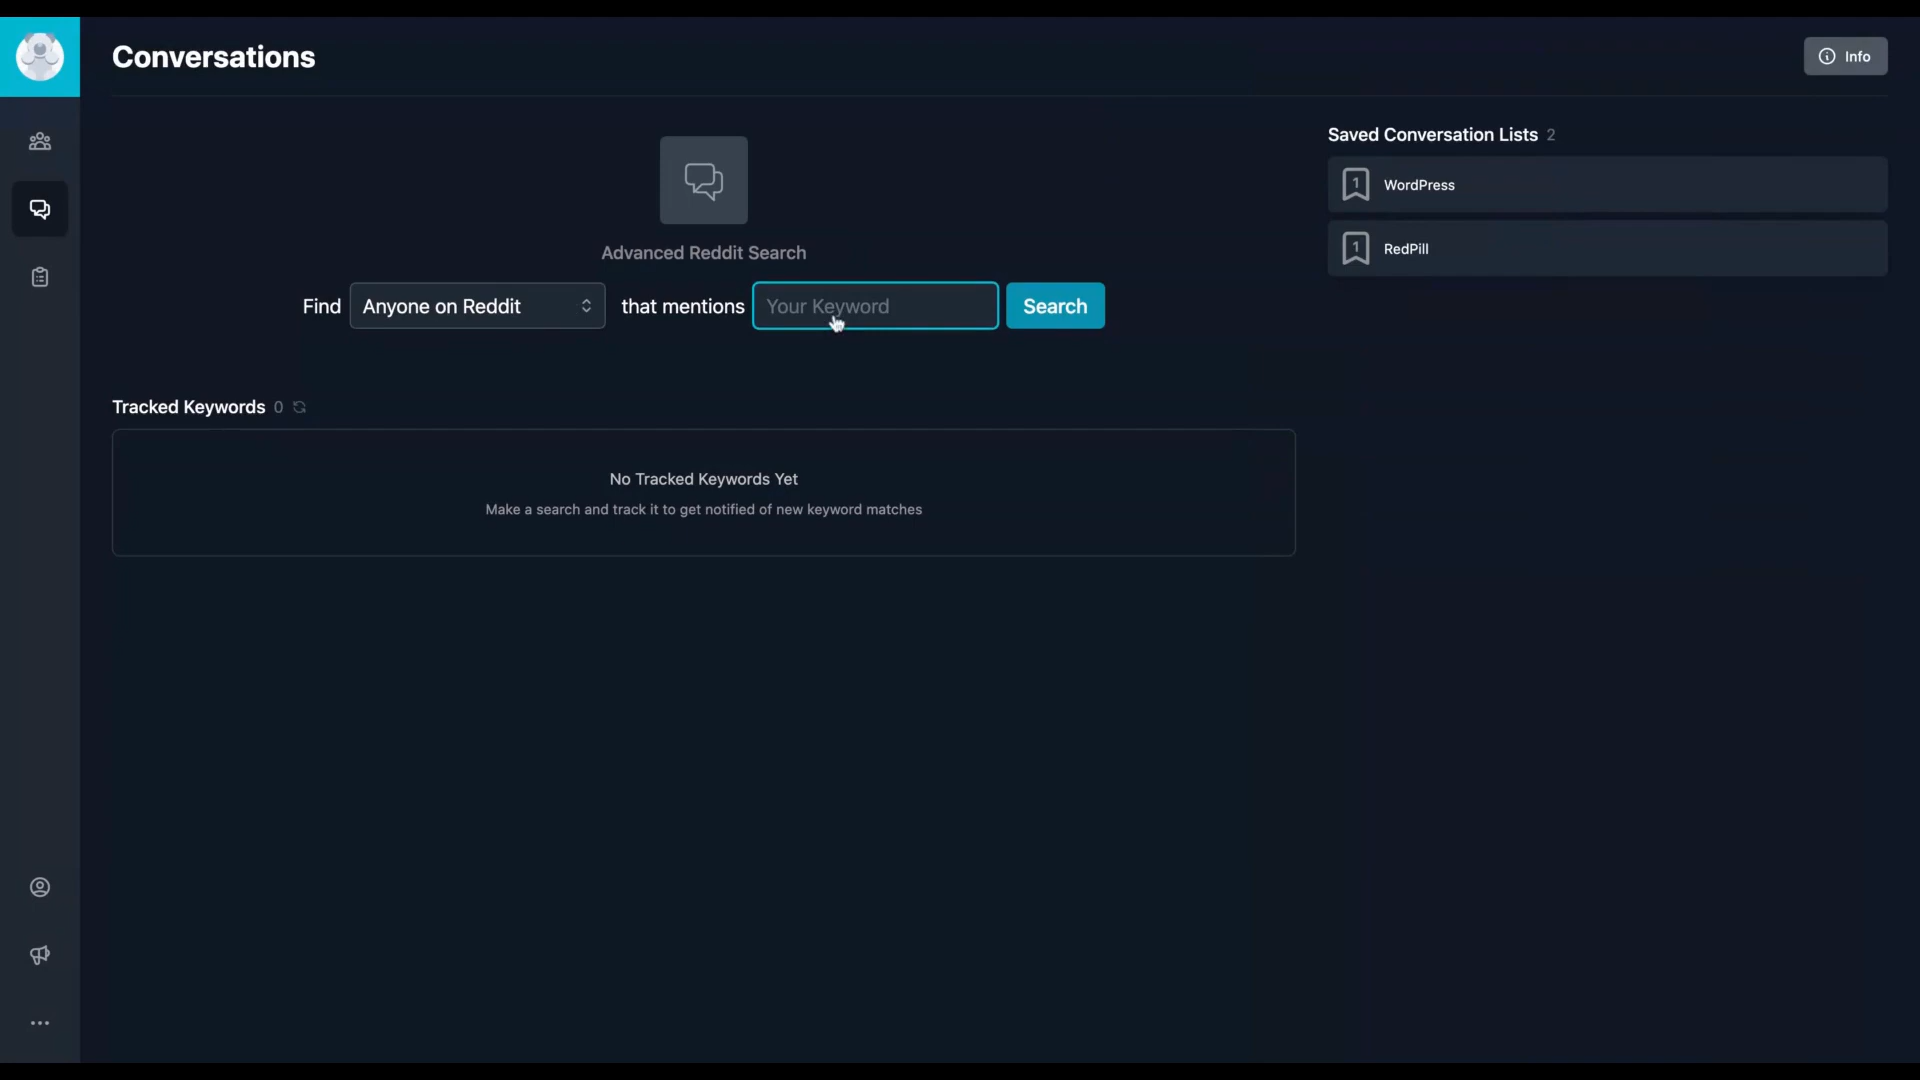 Conversations
Info
Advanced Reddit Search
Find Anyone on Reddit that mentions Your Keyword Search
Tracked Keywords 0
No Tracked Keywords Yet
Make a search and track it to get notified of new keyword matches
Saved Conversation Lists 2
1 WordPress
1 RedPill